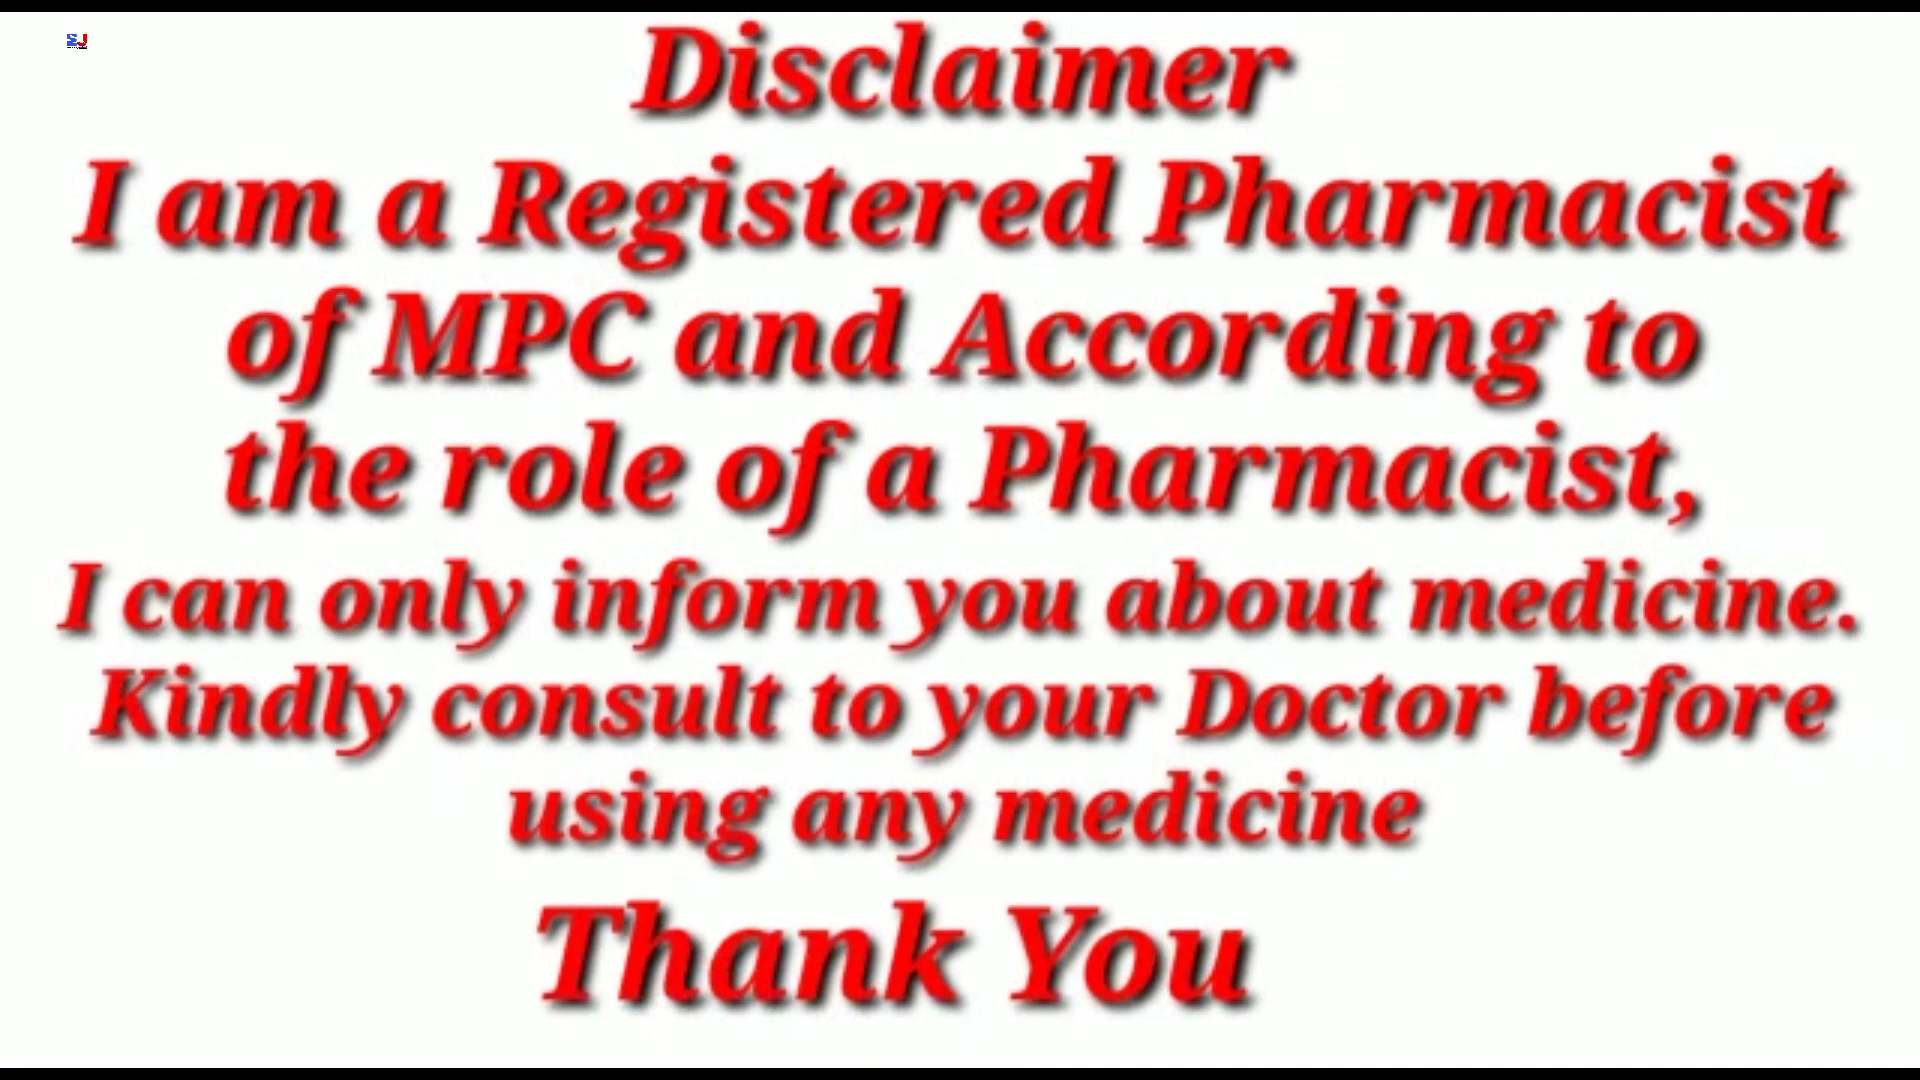 Disclaimer
I am a Registered Pharmacist
of MPC and According to
the role of a Pharmacist,
I can only inform you about medicine.
Kindly consult to your Doctor before
using any medicine
Thank You